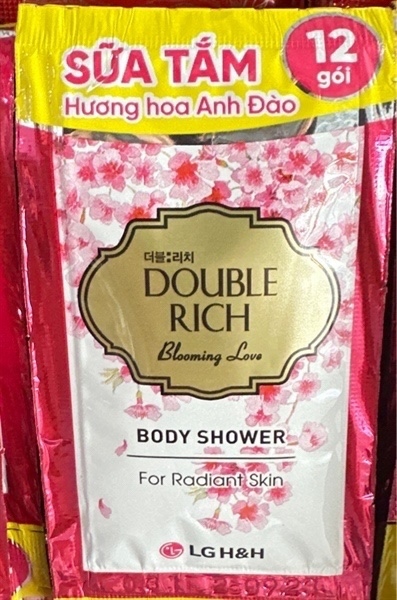 SỮA TẮM
12
gói
Hương hoa Anh Đào
더블:리치
DOUBLE
RICH
Blooming Love
BODY SHOWER
For Radiant Skin
LG H&H